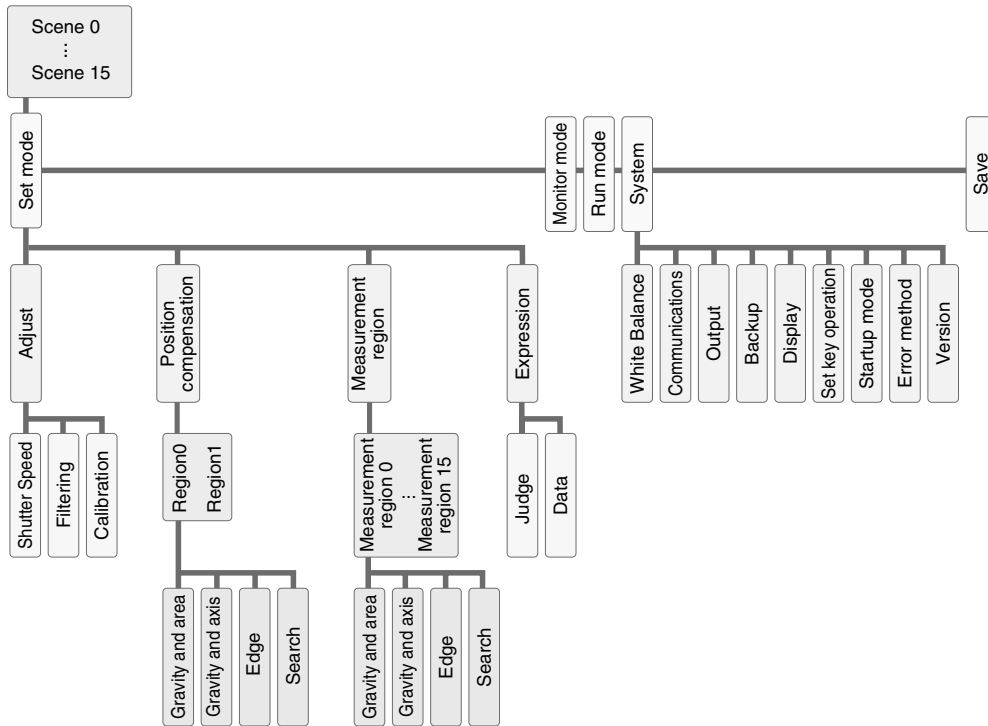 Scene 0
⋮
Scene 15
Set mode
Monitor mode
Run mode
System
Save
Adjust
Position
compensation
Measurement
region
Expression
White Balance
Communications
Output
Backup
Display
Set key operation
Startup mode
Error method
Version
Shutter Speed
Filtering
Calibration
Region0
Region1
Measurement
region 0
⋮
Measurement
region 15
Judge
Data
Gravity and area
Gravity and axis
Edge
Search
Gravity and area
Gravity and axis
Edge
Search